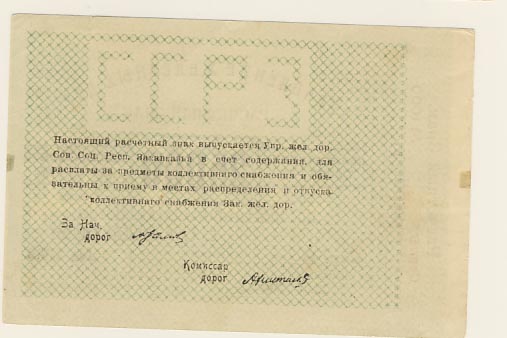 ССРЗ
Настоящий расчетный знак выпускается Упр. жел. дор.
Сов. Соц. Респ. Закавказья в счет содержания, для
расплаты за предметы коллективного снабжения и обя-
зательны к приему в местах распределения и отпуска
коллективнаго снабжения Зак. жел. дор.
За Нач.
дорог
Комиссар
дорог